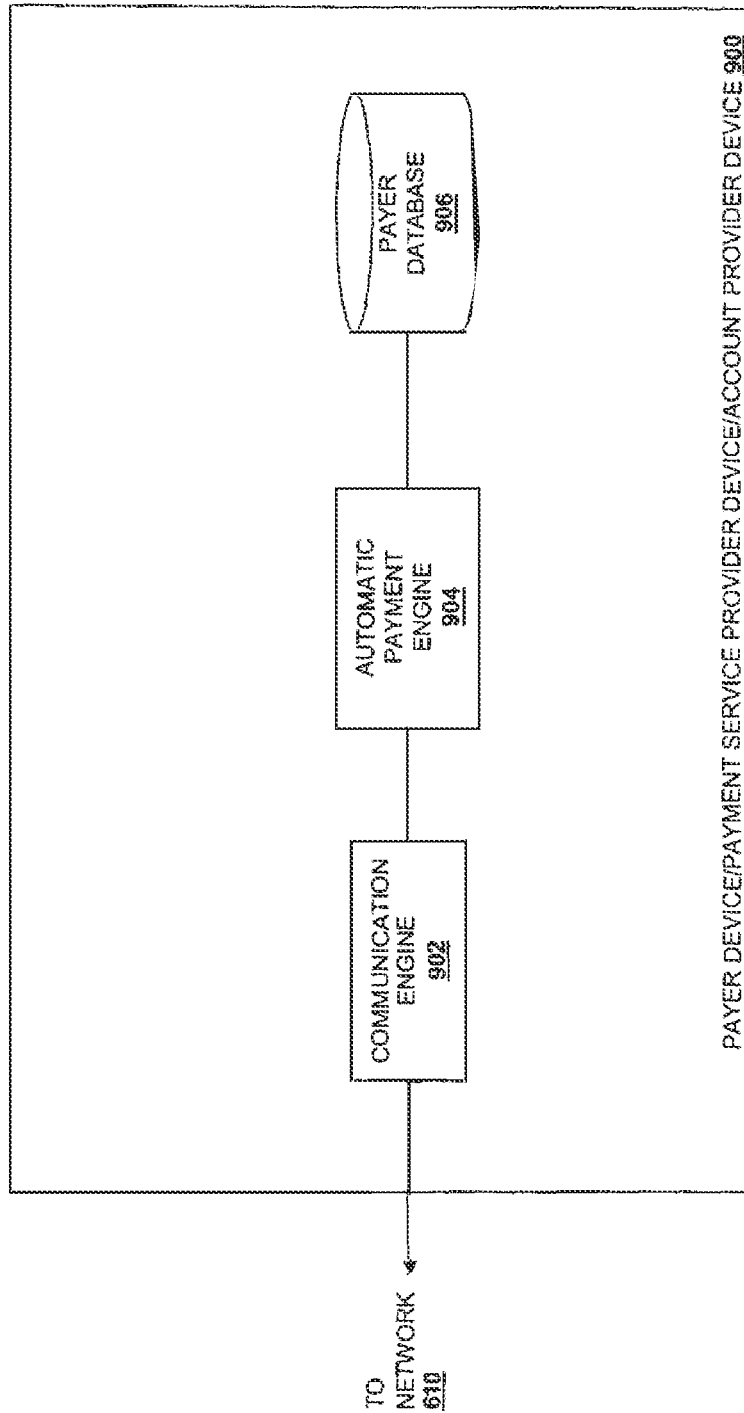 TO
NETWORK
610
COMMUNICATION
ENGINE
902
AUTOMATIC
PAYMENT
ENGINE
904
PAYER
DATABASE
906
PAYER DEVICE/PAYMENT SERVICE PROVIDER DEVICE/ACCOUNT PROVIDER DEVICE 900